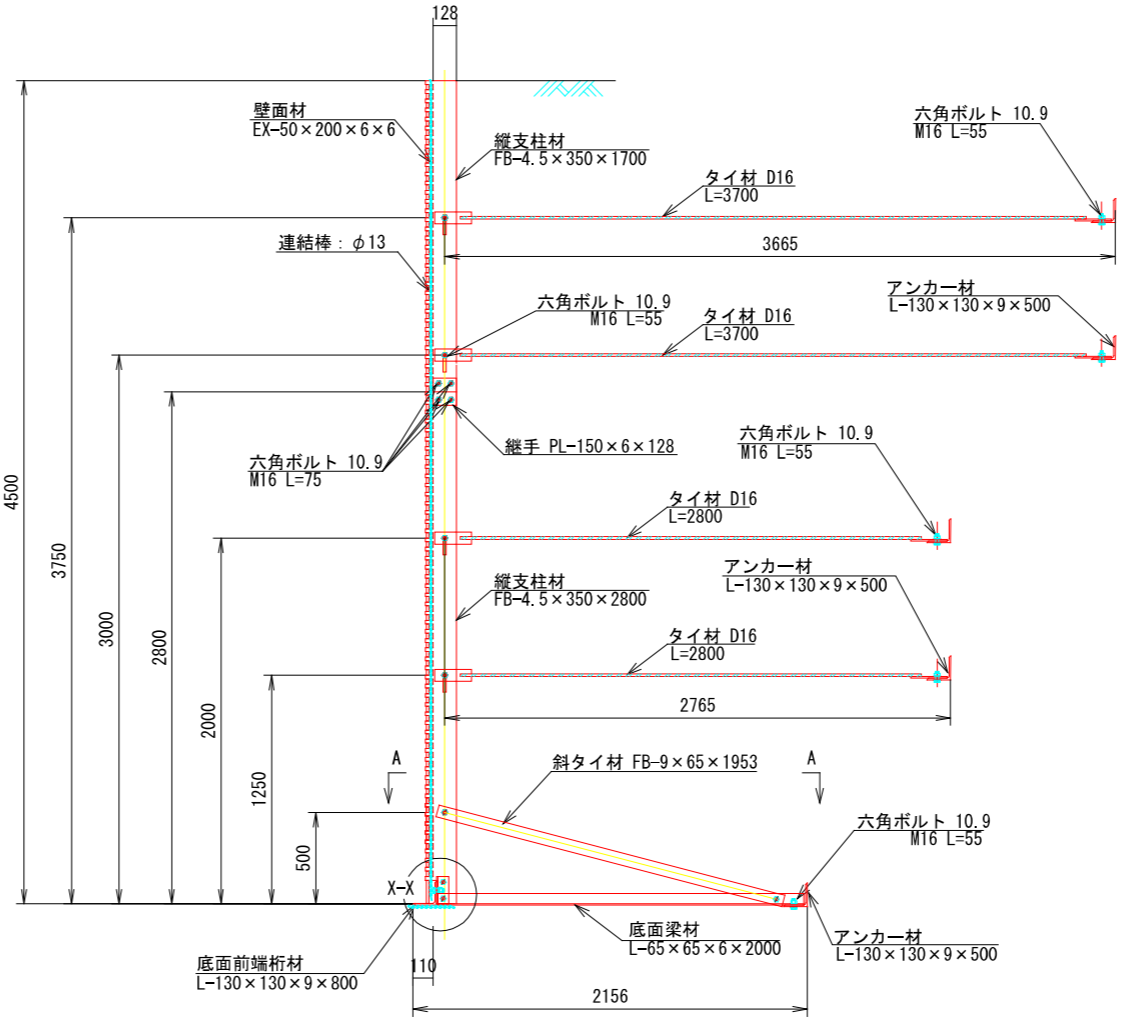 128
壁面材
EX-50×200×6×6
縦支柱材
FB-4.5×350×1700
六角ボルト 10.9
M16 L=55
タイ材 D16
L=3700
連結棒：φ13
3665
六角ボルト 10.9
M16 L=55
タイ材 D16
L=3700
アンカー材
L-130×130×9×500
継手 PL-150×6×128
六角ボルト 10.9
M16 L=75
六角ボルト 10.9
M16 L=55
4500
3750
3000
2800
2000
1250
500
タイ材 D16
L=2800
縦支柱材
FB-4.5×350×2800
アンカー材
L-130×130×9×500
タイ材 D16
L=2800
2765
A
A
斜タイ材 FB-9×65×1953
六角ボルト 10.9
M16 L=55
X-X
底面梁材
L-65×65×6×2000
アンカー材
L-130×130×9×500
底面前端桁材
L-130×130×9×800
110
2156